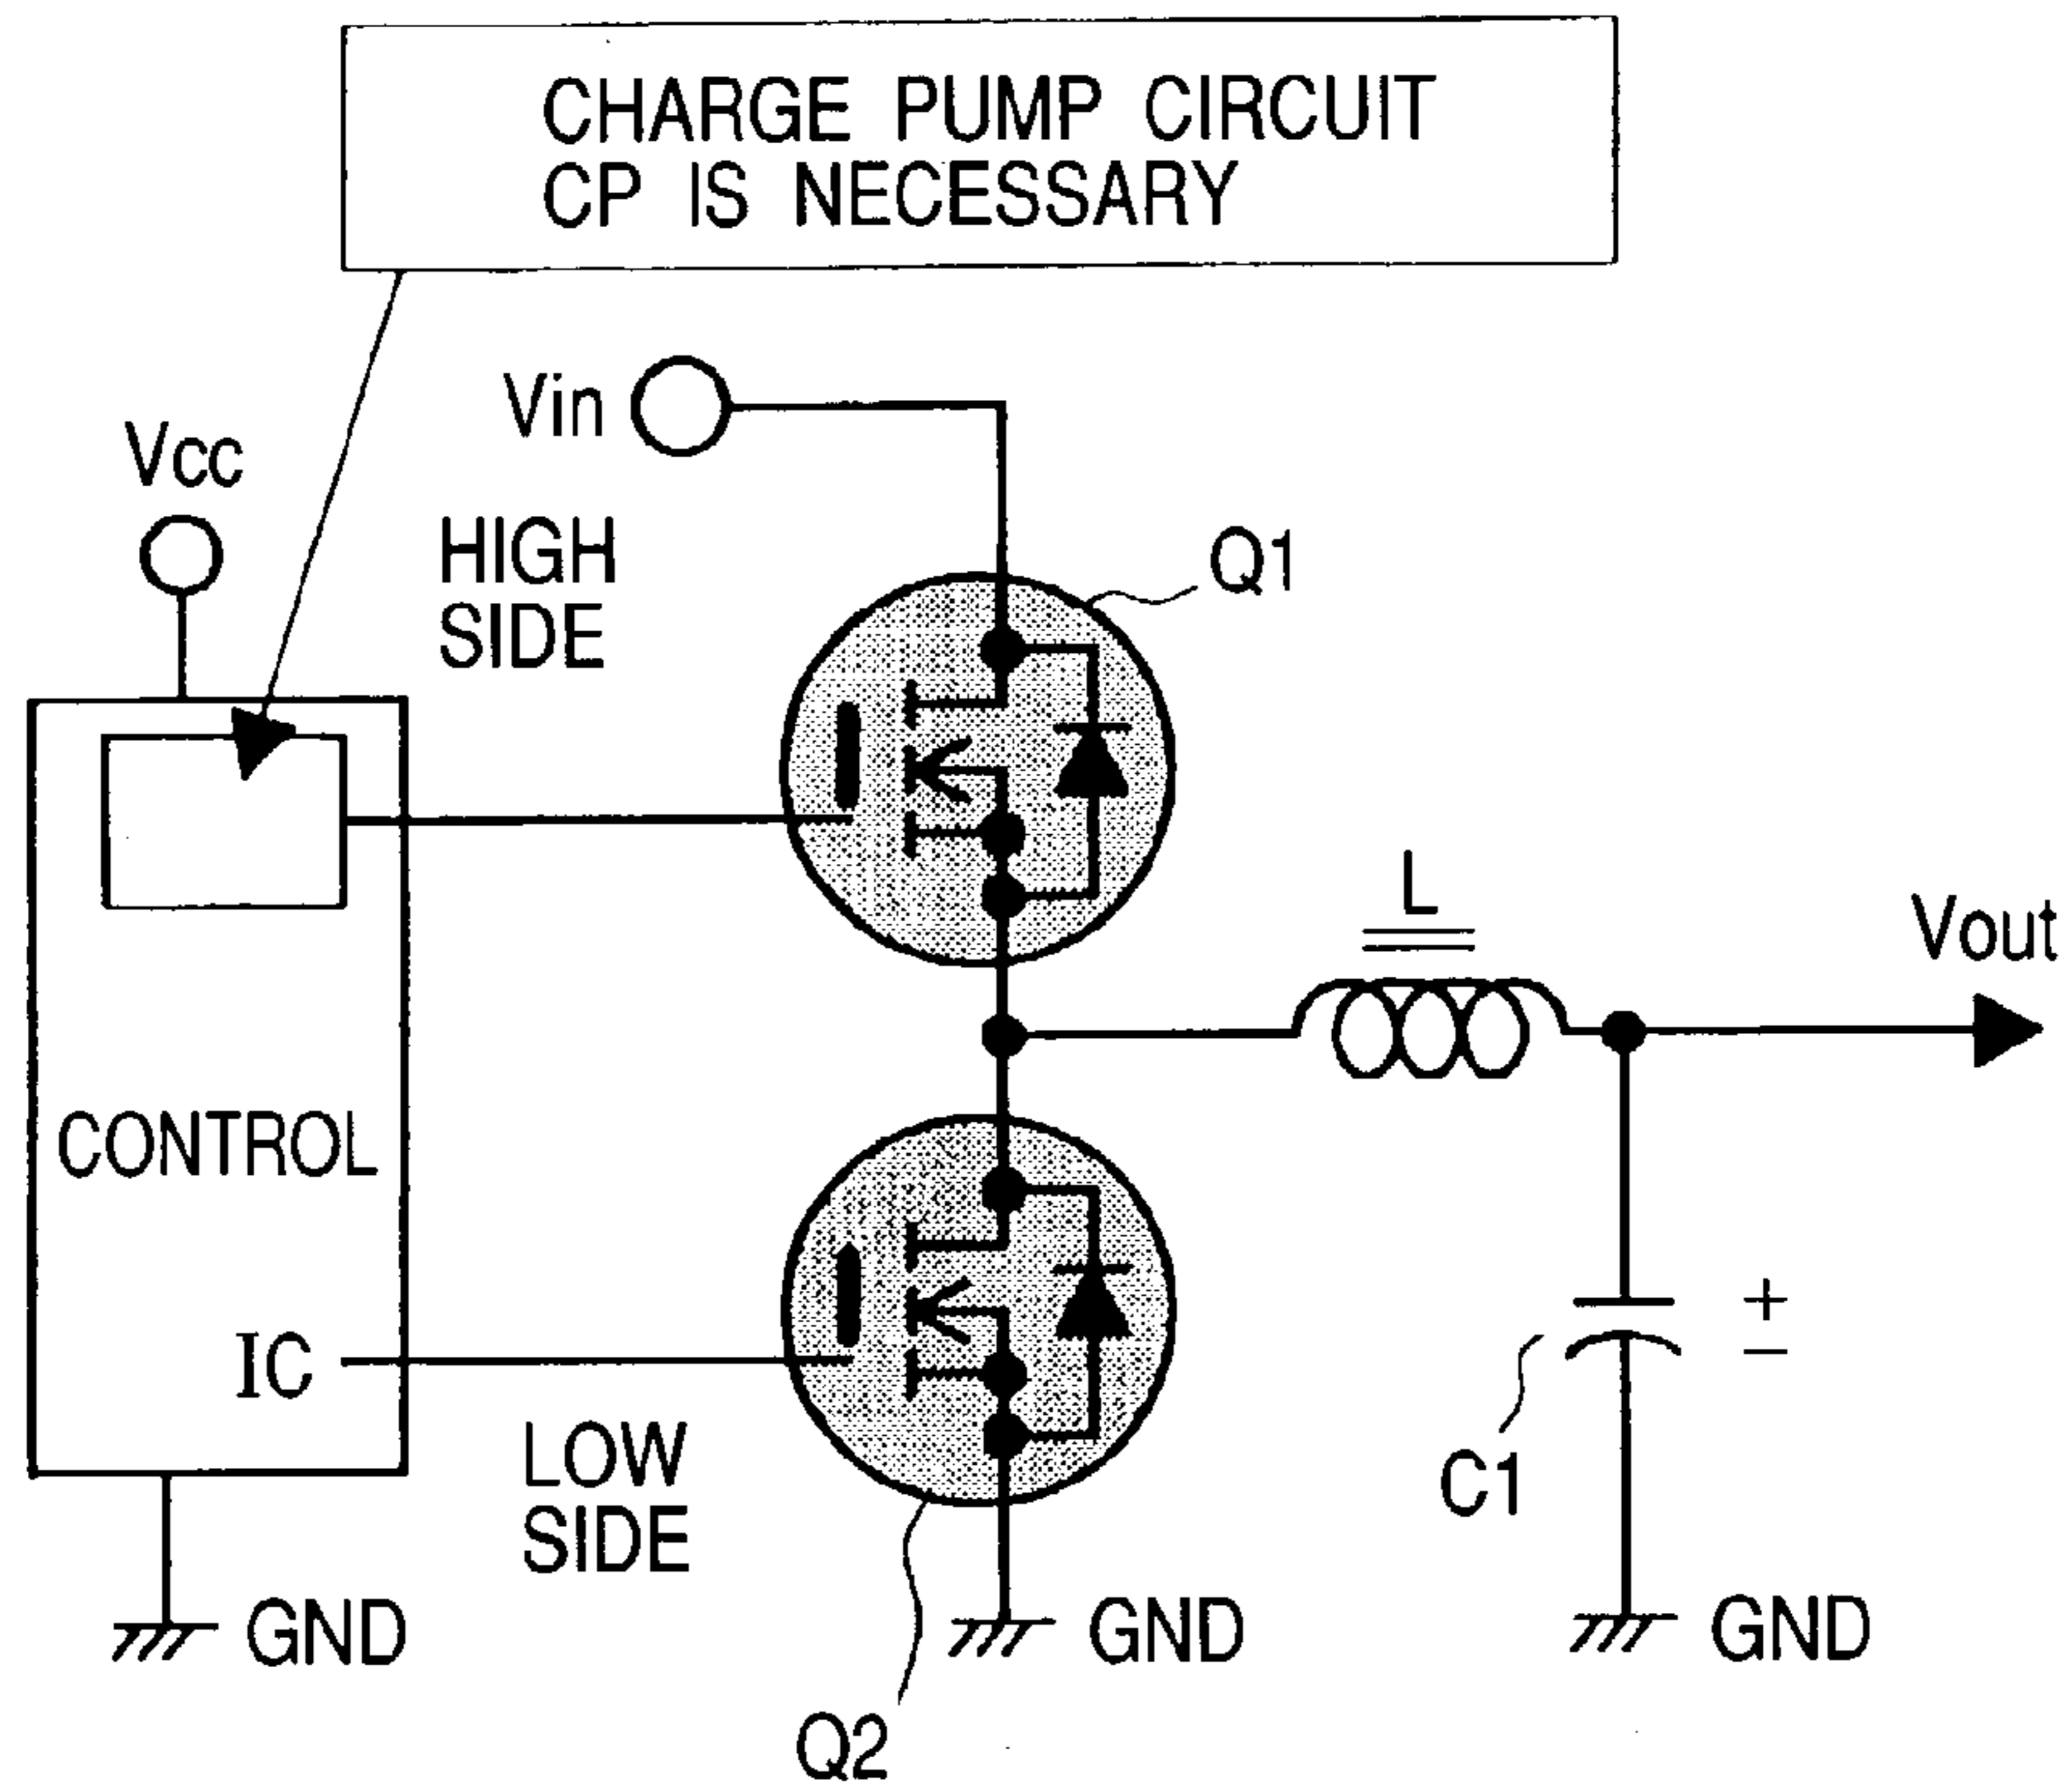 CHARGE PUMP CIRCUIT
CP IS NECESSARY
Vin
Vcc
HIGH
SIDE
Q1
L
Vout
CONTROL
IC
LOW
SIDE
+
−
C1
GND
GND
GND
Q2